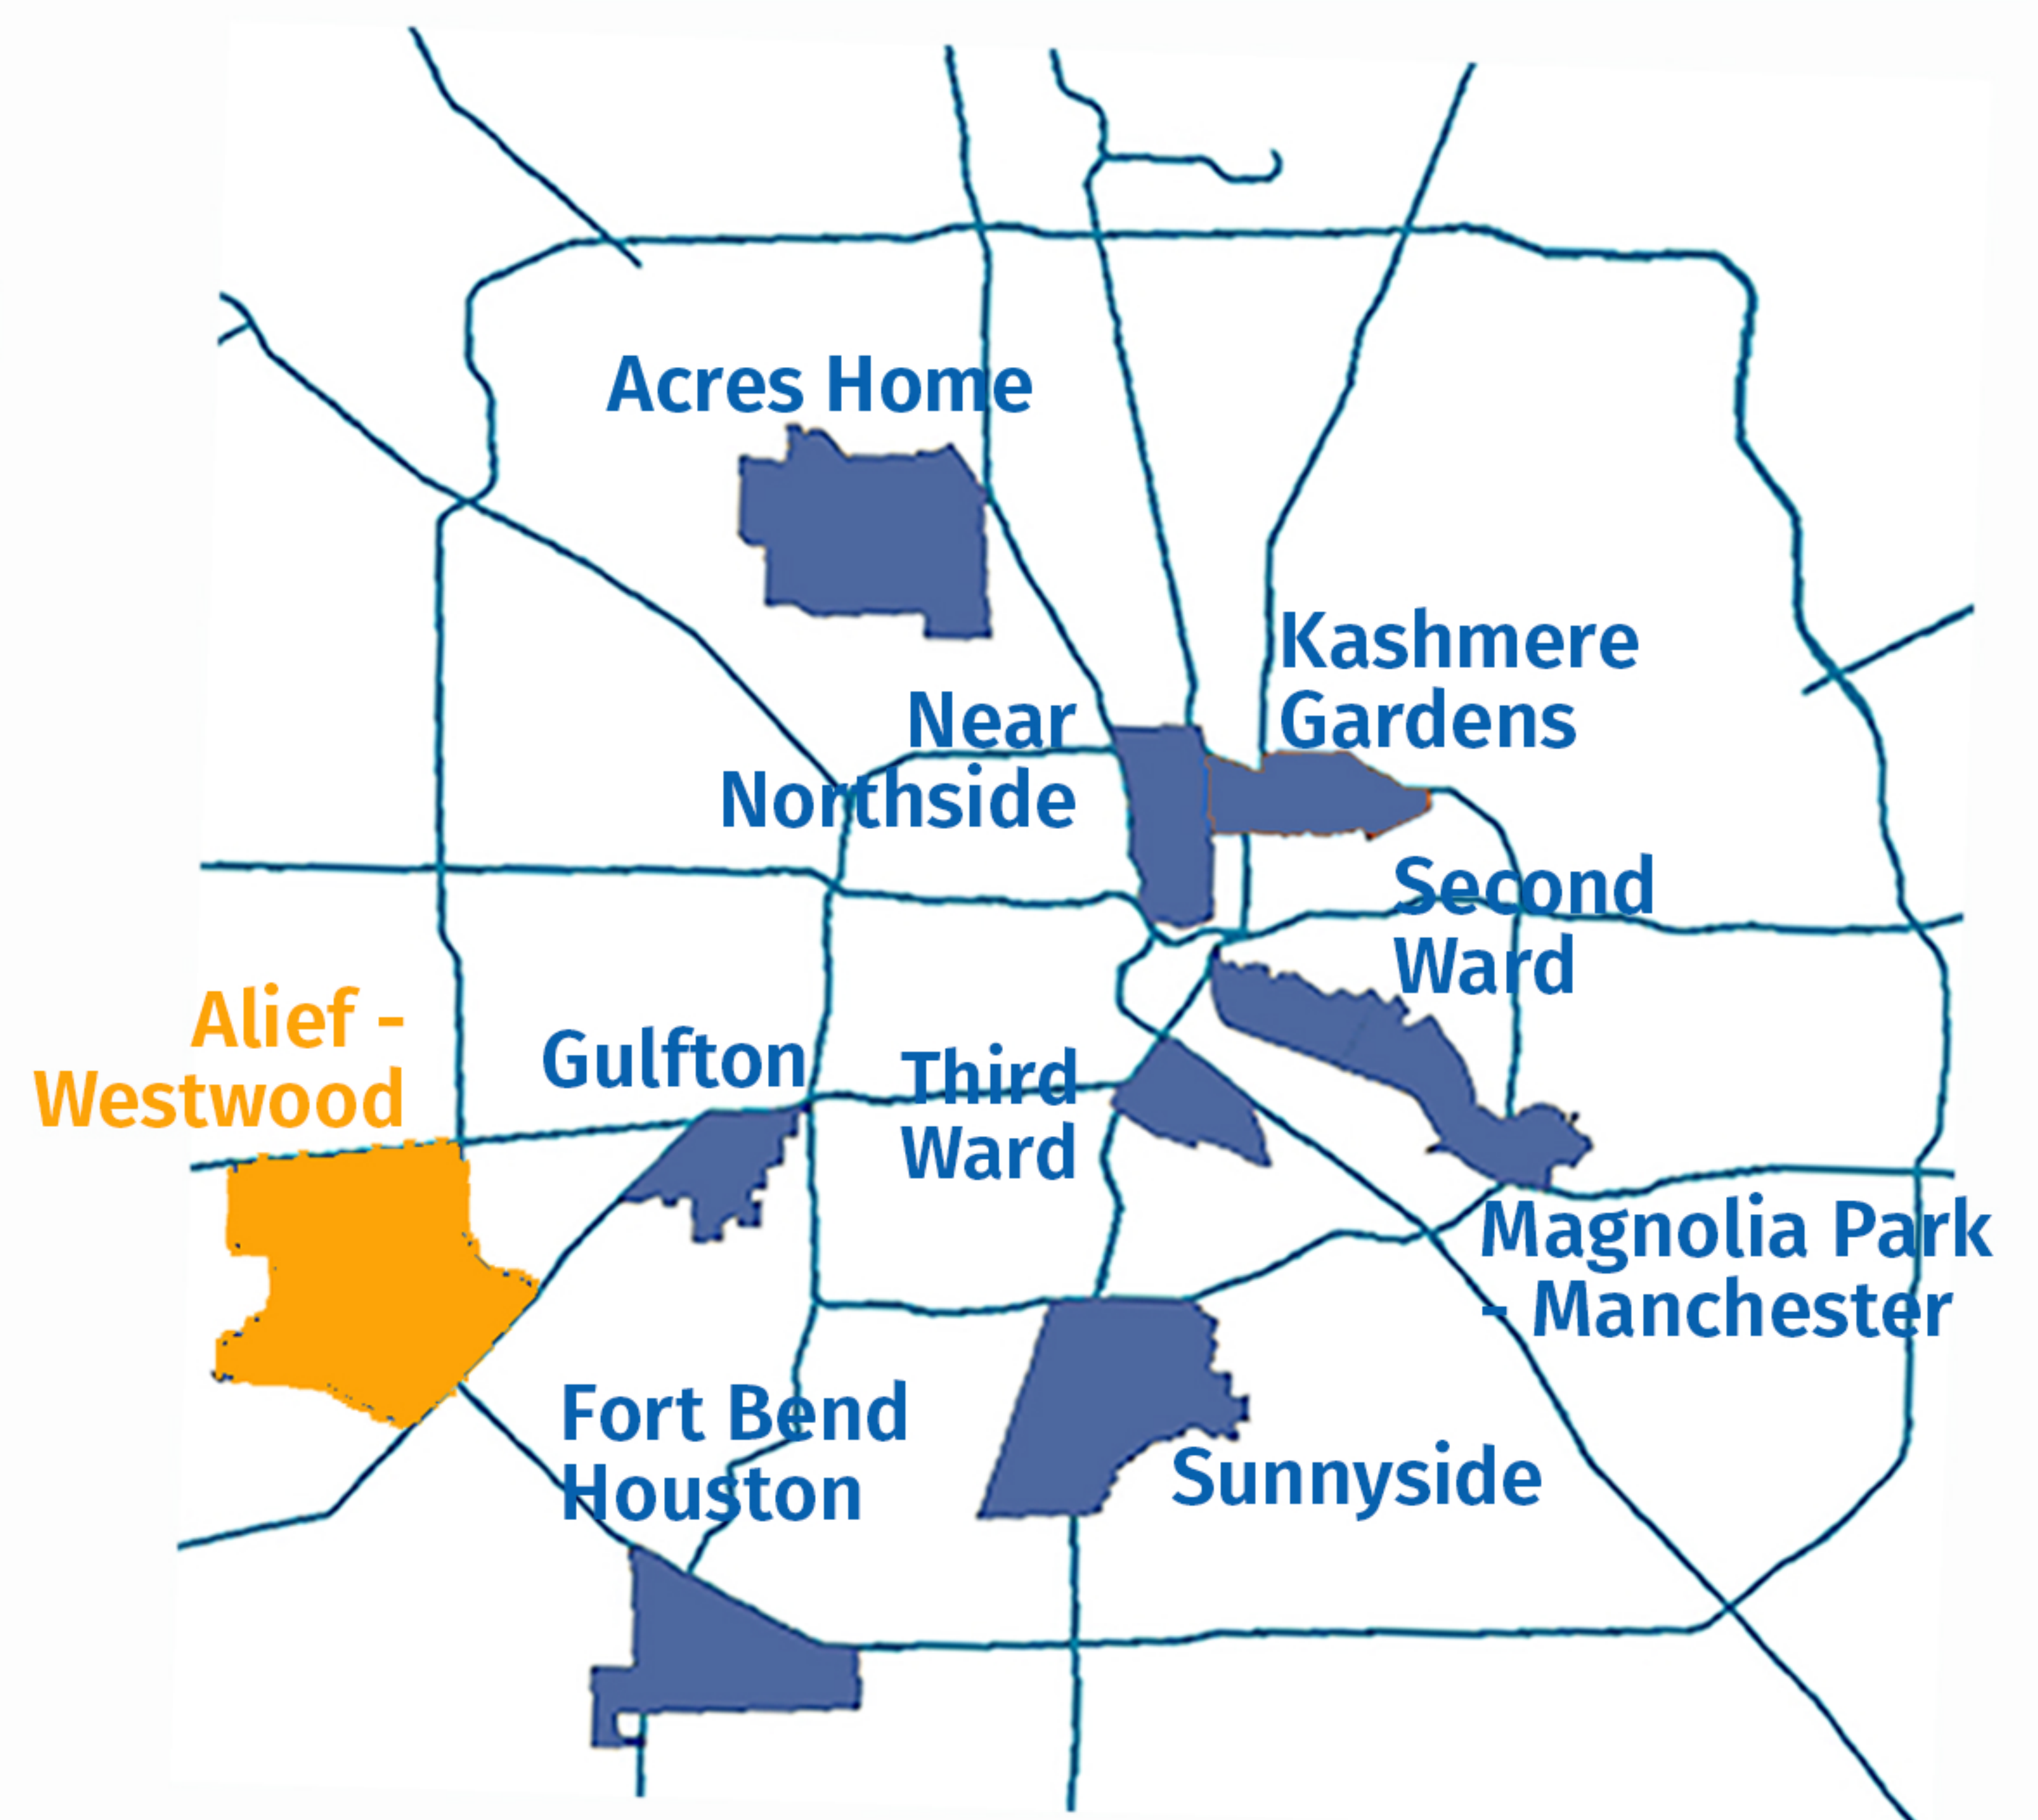 Acres Home
Kashmere
Gardens
Near
Northside
Second
Ward
Alief -
Westwood
Gulfton
Third
Ward
Magnolia Park
- Manchester
Fort Bend
Houston
Sunnyside